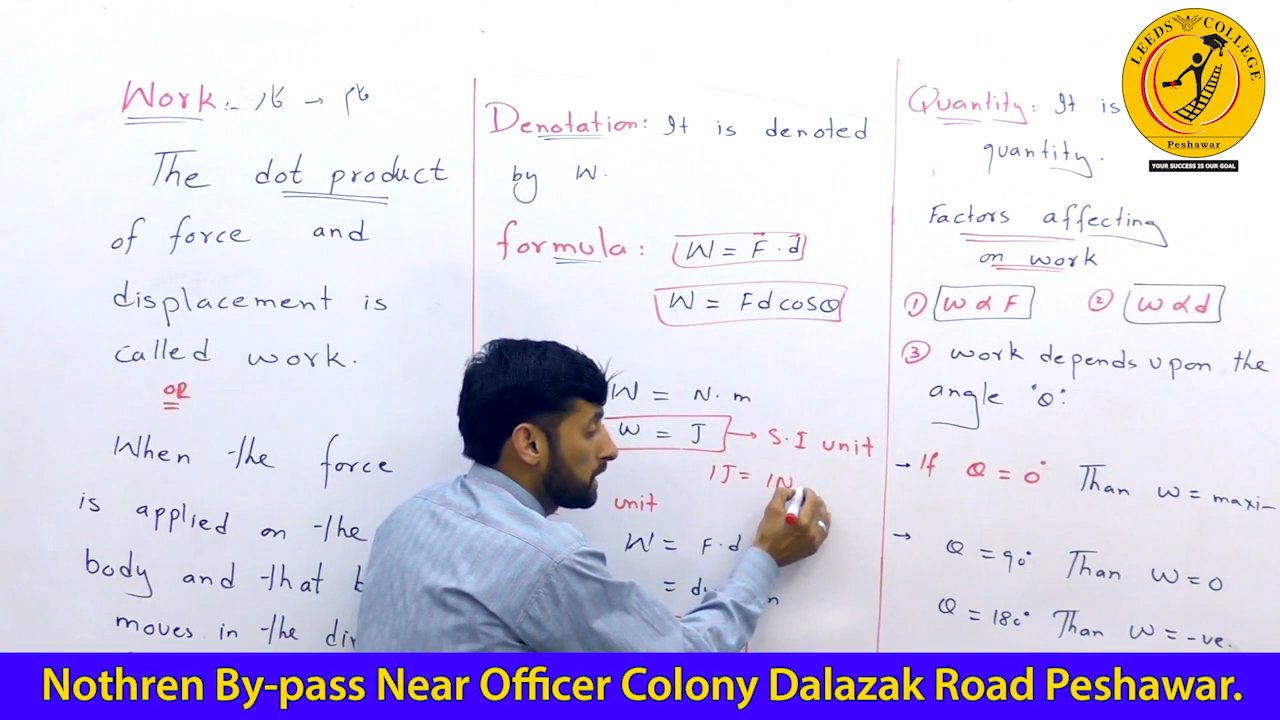 Work:- کار → کام
The dot product
of force and
displacement is
called work.
OR
When the force
is applied on the
body and that
moves in the
Denotation: It is denoted
by W.
formula: W = F⃗ . d⃗
W = Fd cosθ
W = N. m
W = J → S.I unit
1J = 1N
unit
W = F. d
=
Quantity: It is
quantity.
Factors affecting
on work
① W ∝ F ② W ∝ d
③ work depends upon the
angle "θ".
→ If θ = 0° Than W = maxi-
→ θ = 90° Than W = 0
θ = 180° Than W = -ve.
LEEDS COLLEGE
Peshawar
YOUR SUCCESS IS OUR GOAL
Nothren By-pass Near Officer Colony Dalazak Road Peshawar.